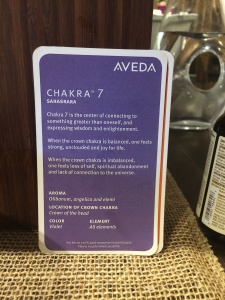 AVEDA
CHAKRA 7
SAHASRARA
Chakra 7 is the center of connecting to
something greater than oneself, and
expressing wisdom and enlightenment.
When the crown chakra is balanced, one feels
strong, unclouded and joy for life.
When the crown chakra is imbalanced,
one feels loss of self, spiritual abandonment
and lack of connection to the universe.
AROMA
Olibanum, angelica and elemi
LOCATION OF CROWN CHAKRA
Crown of the head
COLOR ELEMENT
Violet All elements